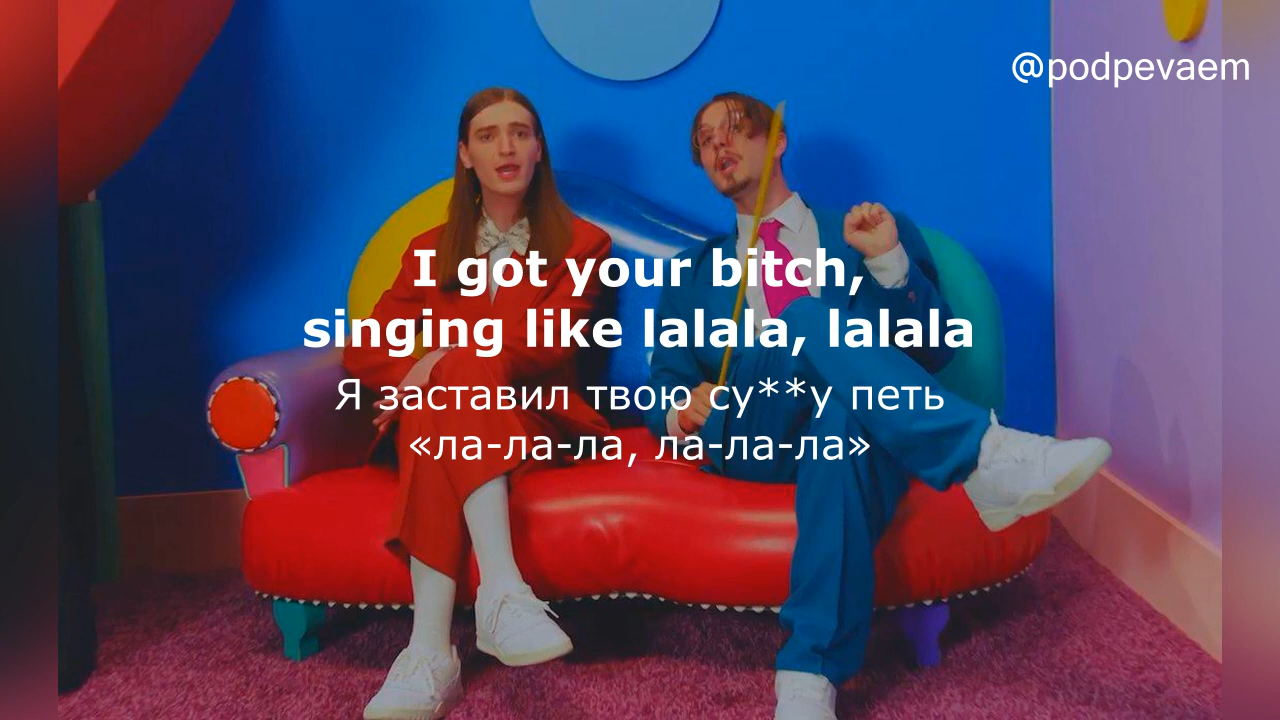 @podpevaem
I got your bitch,
singing like lalala, lalala
Я заставил твою су**у петь
«ла-ла-ла, ла-ла-ла»